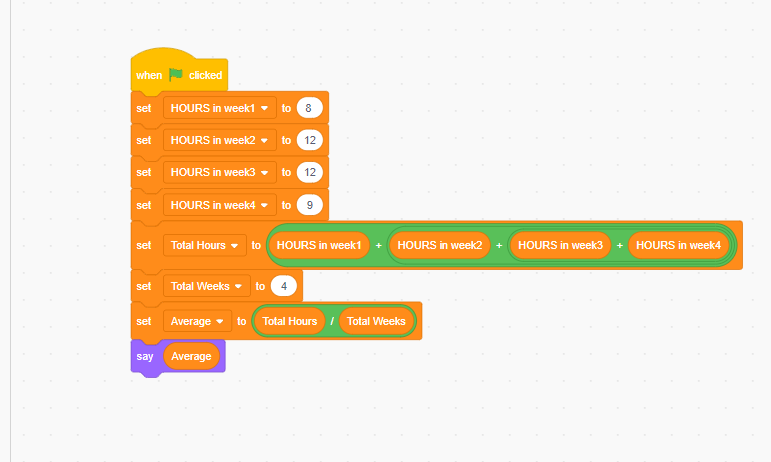 when clicked
set HOURS in week1 to 8
set HOURS in week2 to 12
set HOURS in week3 to 12
set HOURS in week4 to 9
set Total Hours to HOURS in week1 + HOURS in week2 + HOURS in week3 + HOURS in week4
set Total Weeks to 4
set Average to Total Hours / Total Weeks
say Average